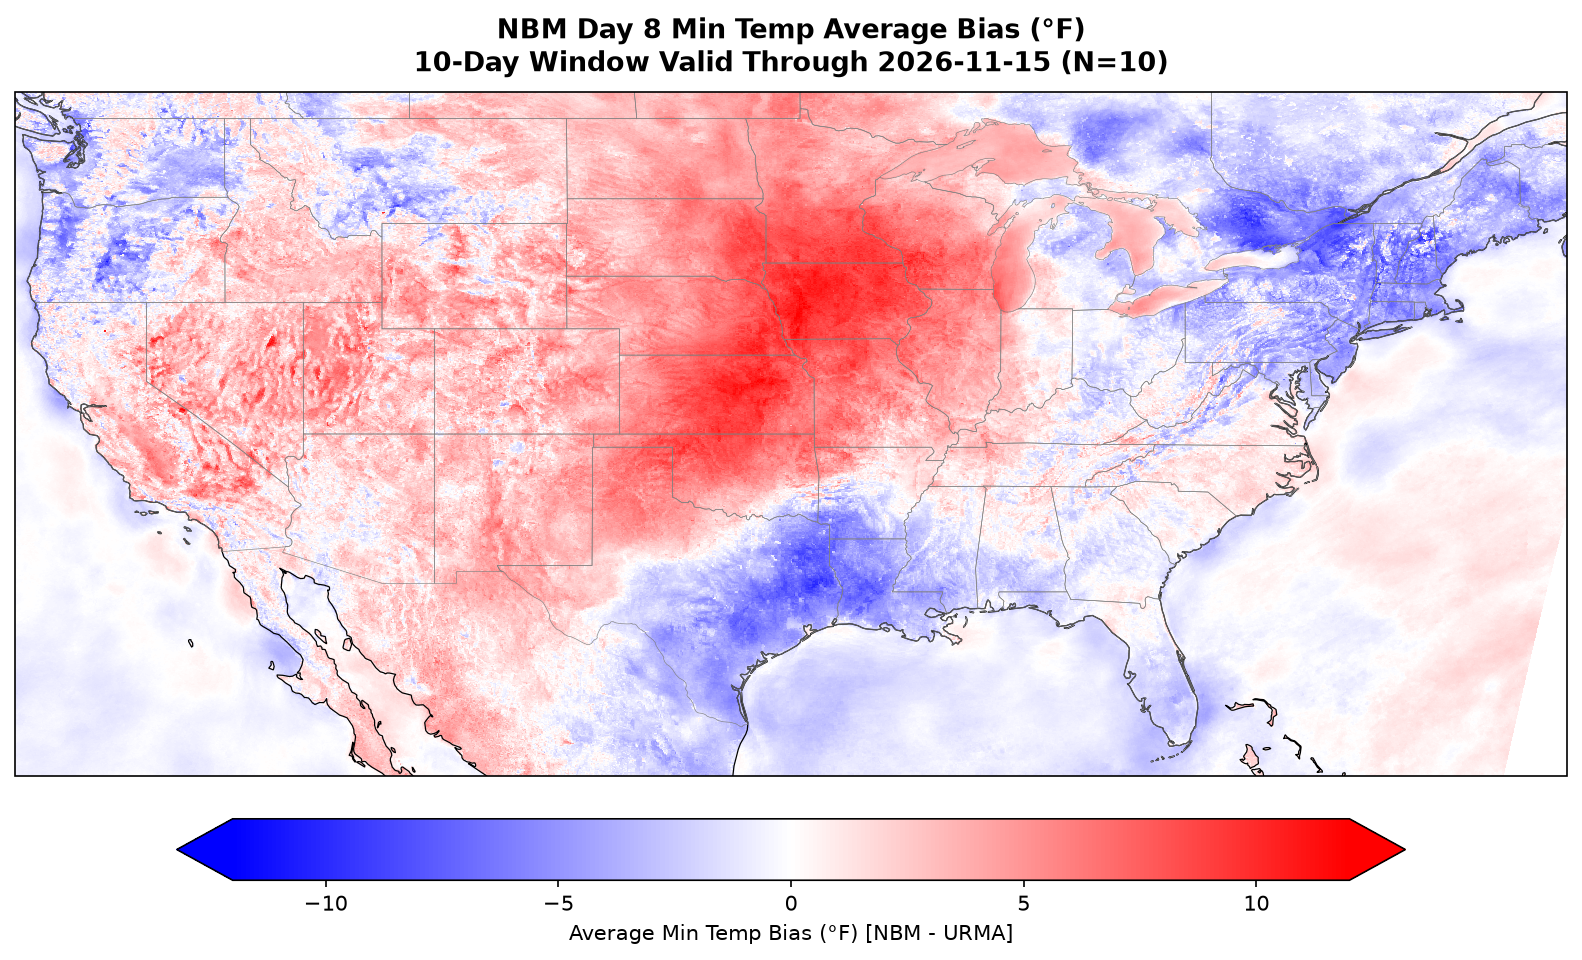 NBM Day 8 Min Temp Average Bias (°F)
10-Day Window Valid Through 2026-11-15 (N=10)
−10 −5 0 5 10
Average Min Temp Bias (°F) [NBM - URMA]